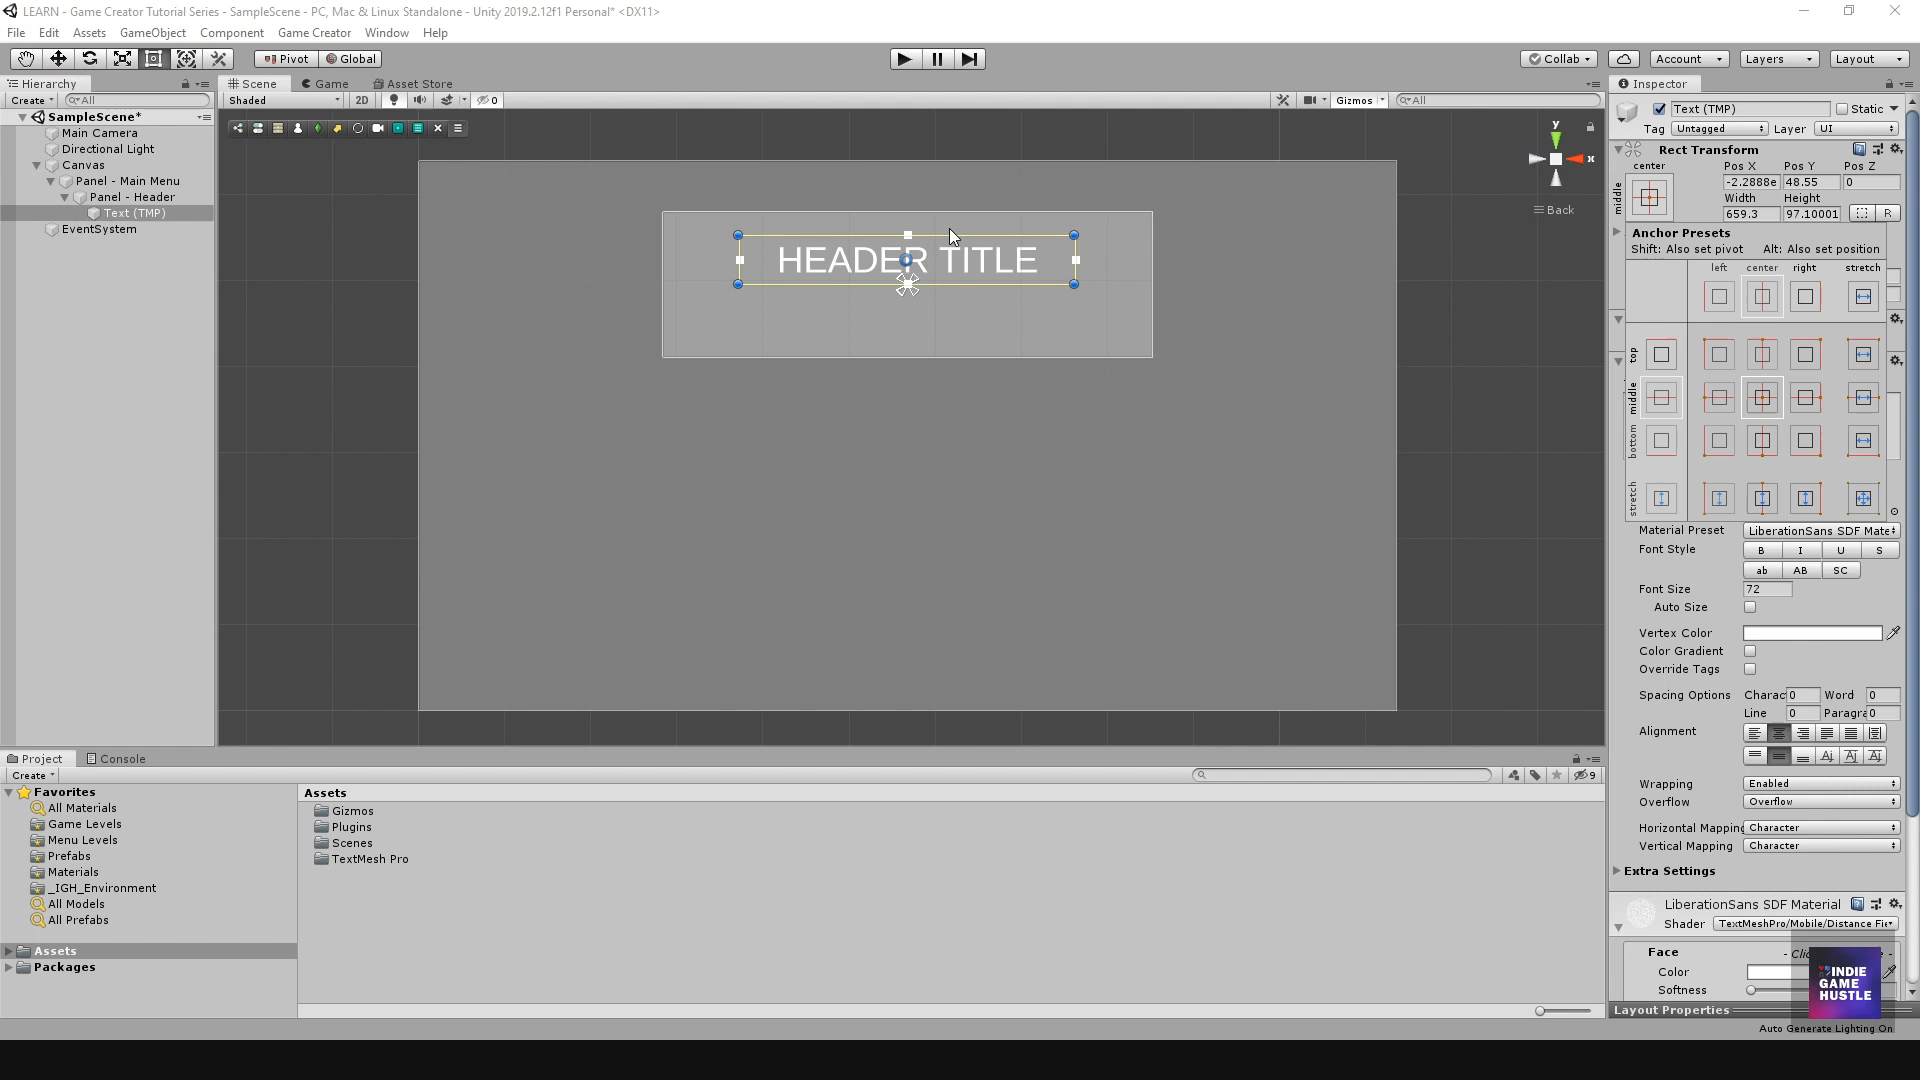 LEARN - Game Creator Tutorial Series - SampleScene - PC, Mac & Linux Standalone - Unity 2019.2.12f1 Personal* <DX11>
File Edit Assets GameObject Component Game Creator Window Help
Pivot Global Collab Account Layers Layout
Hierarchy
Create All
SampleScene*
Main Camera
Directional Light
Canvas
Panel - Main Menu
Panel - Header
Text (TMP)
EventSystem
Scene Game Asset Store
Shaded 2D 0 Gizmos All
y
x
Back
HEADER TITLE
Inspector
Text (TMP) Static
Tag Untagged Layer UI
Rect Transform
center Pos X Pos Y Pos Z
middle -2.2888e 48.55 0
Width Height
659.3 97.10001 R
Anchor Presets
Shift: Also set pivot Alt: Also set position
left center right stretch
top
middle
bottom
stretch
Material Preset LiberationSans SDF Mate
Font Style B I U S
ab AB SC
Font Size 72
Auto Size
Vertex Color
Color Gradient
Override Tags
Spacing Options Charac 0 Word 0
Line 0 Paragra 0
Alignment
Wrapping Enabled
Overflow Overflow
Horizontal Mapping Character
Vertical Mapping Character
Extra Settings
LiberationSans SDF Material
Shader TextMeshPro/Mobile/Distance Fie
Face
Color
Softness
Layout Properties
Auto Generate Lighting On
INDIE
GAME
HUSTLE
Project Console
Create 9
Favorites
All Materials
Game Levels
Menu Levels
Prefabs
Materials
_IGH_Environment
All Models
All Prefabs
Assets
Packages
Assets
Gizmos
Plugins
Scenes
TextMesh Pro